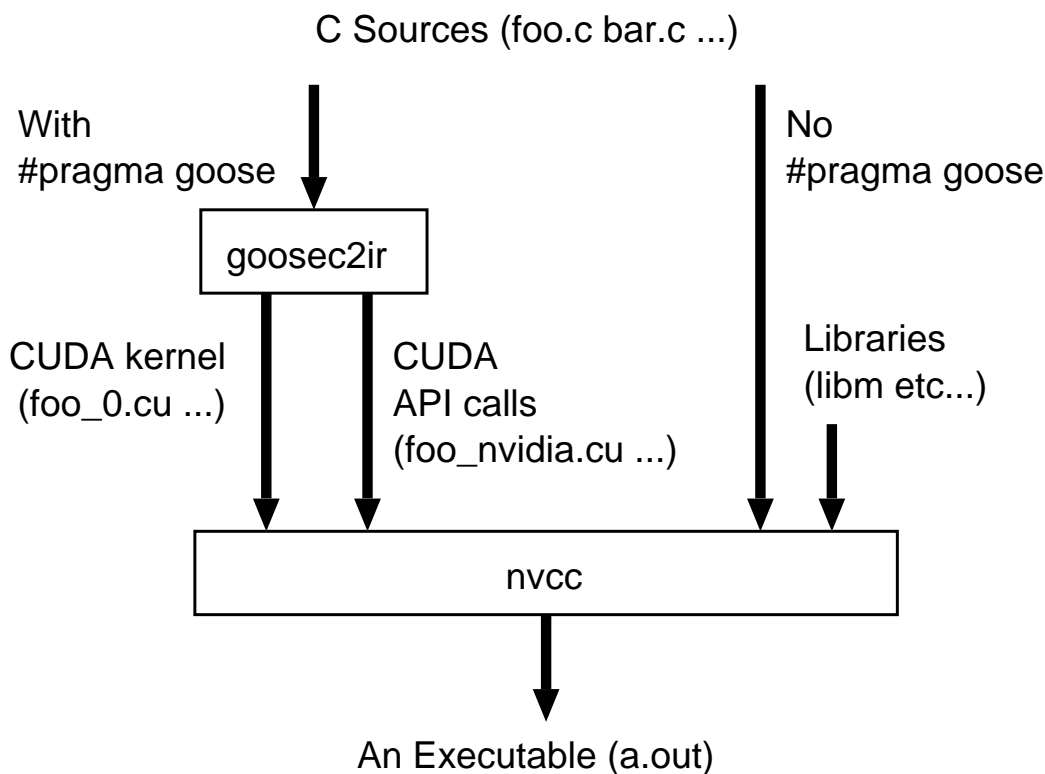 C Sources (foo.c bar.c ...)
With
#pragma goose
No
#pragma goose
goosec2ir
CUDA kernel
(foo_0.cu ...)
CUDA
API calls
(foo_nvidia.cu ...)
Libraries
(libm etc...)
nvcc
An Executable (a.out)